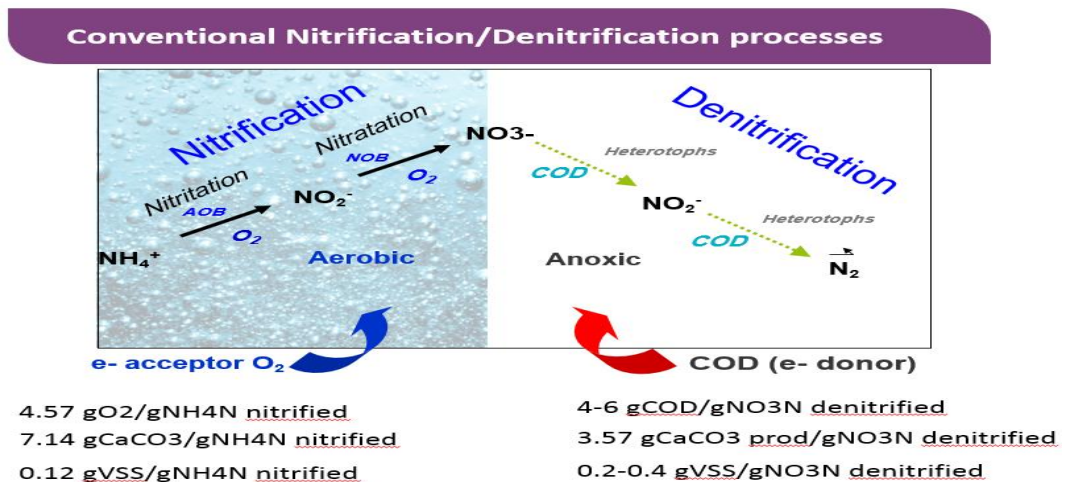 Conventional Nitrification/Denitrification processes
Nitrification
Denitrification
Nitritation
AOB
O₂
Nitratation
NOB
O₂
NH₄⁺
NO₂⁻
NO3-
Aerobic
Heterotophs
COD
NO₂⁻
Heterotophs
COD
N₂
Anoxic
e- acceptor O₂
COD (e- donor)
4.57 gO2/gNH4N nitrified
7.14 gCaCO3/gNH4N nitrified
0.12 gVSS/gNH4N nitrified
4-6 gCOD/gNO3N denitrified
3.57 gCaCO3 prod/gNO3N denitrified
0.2-0.4 gVSS/gNO3N denitrified